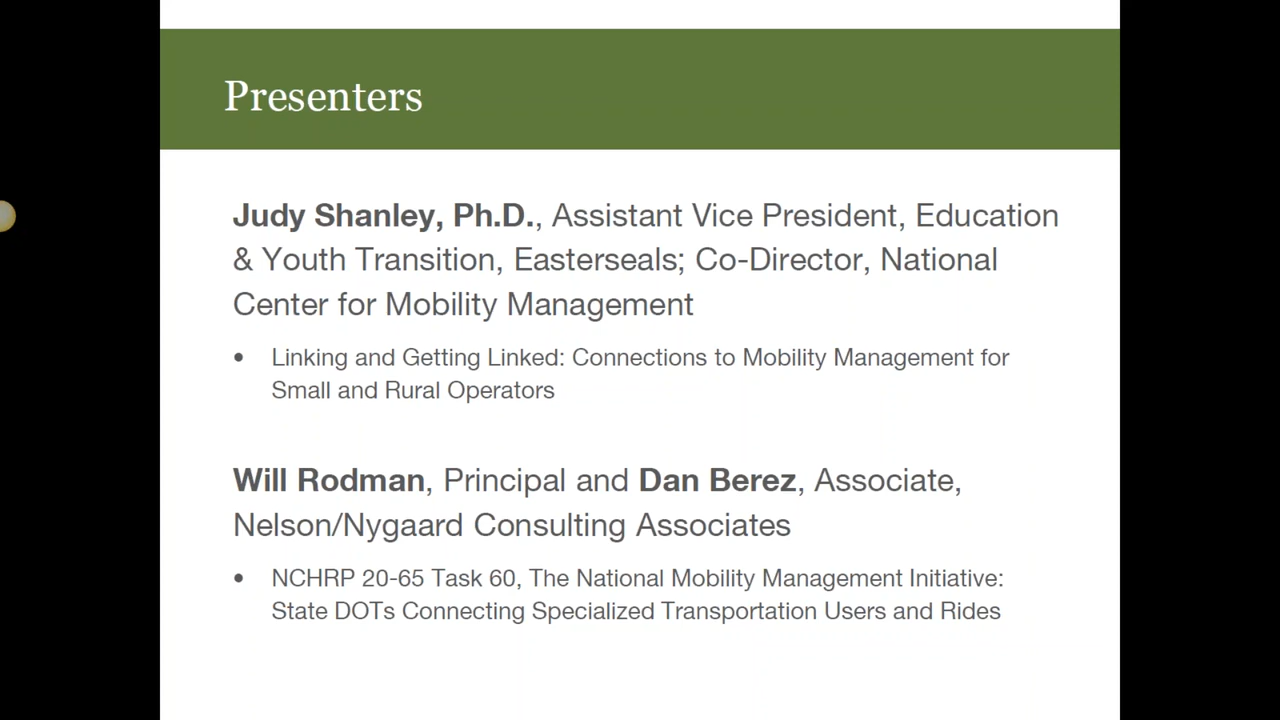 Presenters
Judy Shanley, Ph.D., Assistant Vice President, Education
& Youth Transition, Easterseals; Co-Director, National
Center for Mobility Management
• Linking and Getting Linked: Connections to Mobility Management for
Small and Rural Operators
Will Rodman, Principal and Dan Berez, Associate,
Nelson/Nygaard Consulting Associates
• NCHRP 20-65 Task 60, The National Mobility Management Initiative:
State DOTs Connecting Specialized Transportation Users and Rides